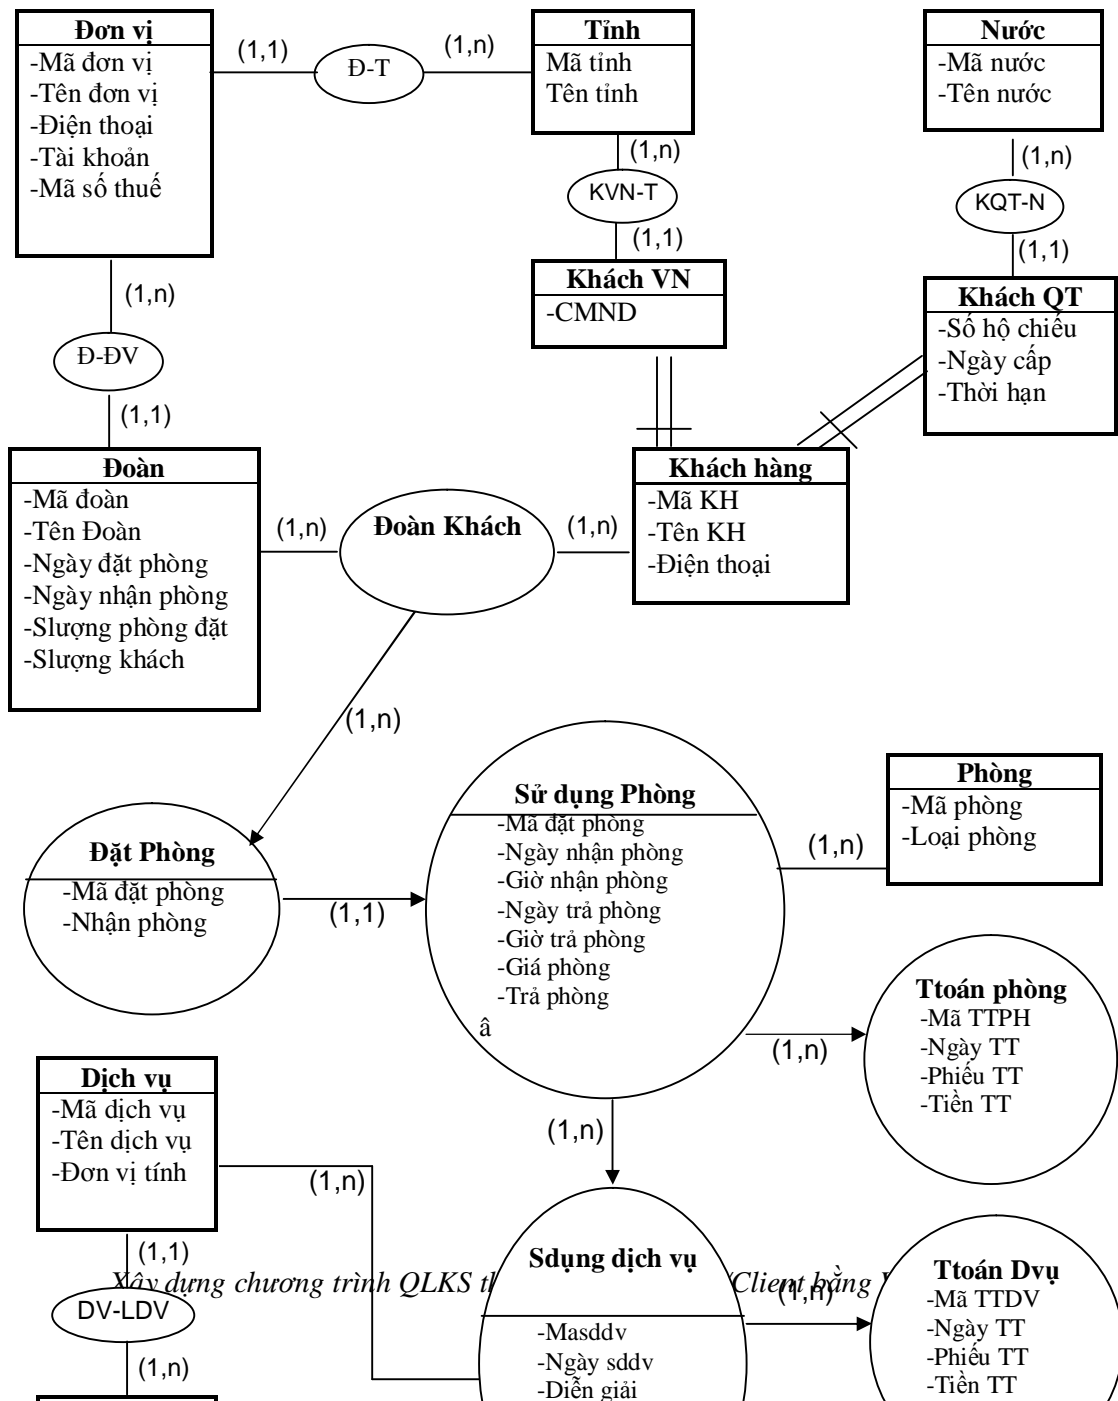 Đơn vị
-Mã đơn vị
-Tên đơn vị
-Điện thoại
-Tài khoản
-Mã số thuế
(1,1)
Đ-T
(1,n)
Tỉnh
Mã tỉnh
Tên tỉnh
Nước
-Mã nước
-Tên nước
(1,n)
KVN-T
(1,1)
(1,n)
KQT-N
(1,1)
Khách VN
-CMND
Khách QT
-Số hộ chiếu
-Ngày cấp
-Thời hạn
(1,n)
Đ-ĐV
(1,1)
Đoàn
-Mã đoàn
-Tên Đoàn
-Ngày đặt phòng
-Ngày nhận phòng
-Slượng phòng đặt
-Slượng khách
(1,n)
Đoàn Khách
(1,n)
Khách hàng
-Mã KH
-Tên KH
-Điện thoại
(1,n)
Đặt Phòng
-Mã đặt phòng
-Nhận phòng
(1,1)
Sử dụng Phòng
-Mã đặt phòng
-Ngày nhận phòng
-Giờ nhận phòng
-Ngày trả phòng
-Giờ trả phòng
-Giá phòng
-Trả phòng
â
(1,n)
Phòng
-Mã phòng
-Loại phòng
(1,n)
Ttoán phòng
-Mã TTPH
-Ngày TT
-Phiếu TT
-Tiền TT
(1,n)
Dịch vụ
-Mã dịch vụ
-Tên dịch vụ
-Đơn vị tính
(1,n)
(1,1)
DV-LDV
(1,n)
Xây dựng chương trình QLKS th /Client bằng
Sdụng dịch vụ
-Masddv
-Ngày sddv
-Diễn giải
(1,n)
Ttoán Dvụ
-Mã TTDV
-Ngày TT
-Phiếu TT
-Tiền TT